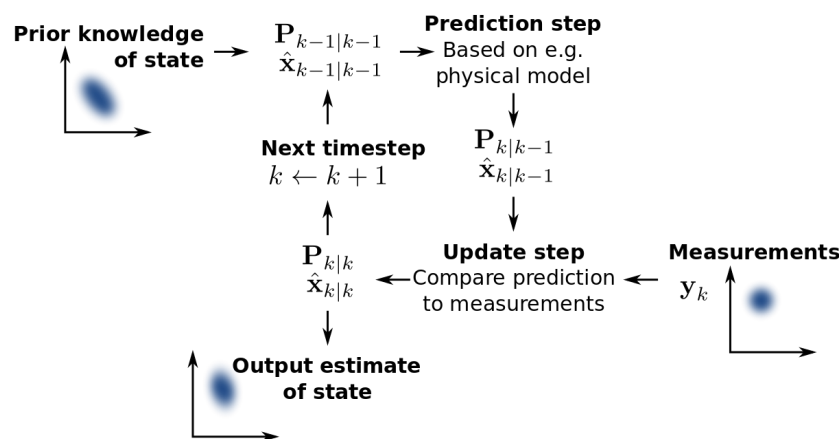 Prior knowledge
of state
P_{k−1|k−1}
x̂_{k−1|k−1}
Prediction step
Based on e.g.
physical model
P_{k|k−1}
x̂_{k|k−1}
Next timestep
k ← k + 1
P_{k|k}
x̂_{k|k}
Update step
Compare prediction
to measurements
Measurements
y_k
Output estimate
of state